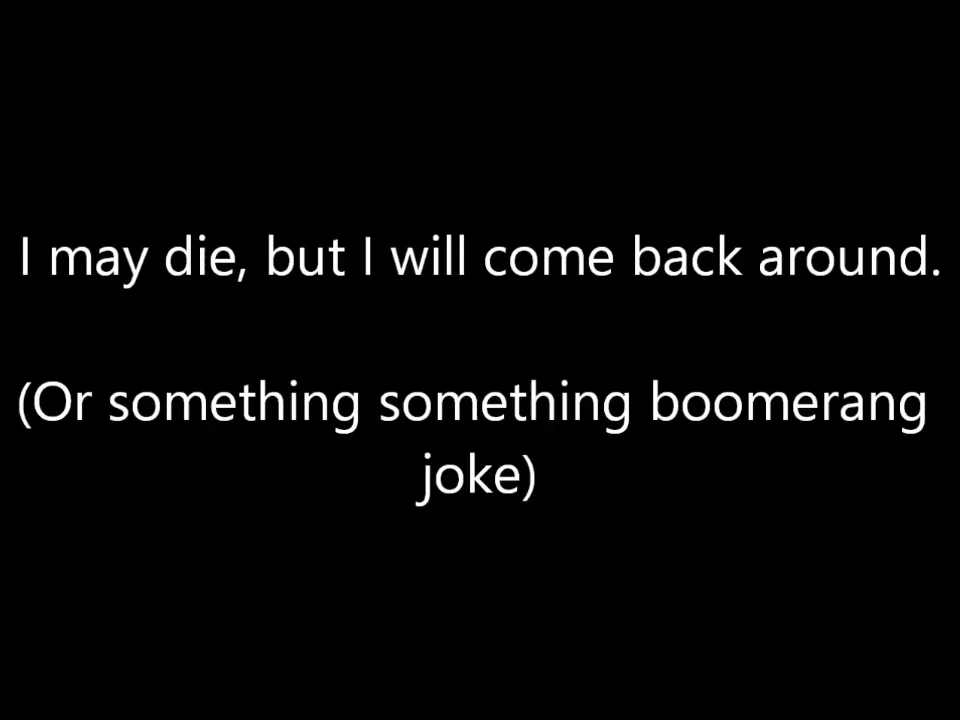 I may die, but I will come back around.
(Or something something boomerang
joke)